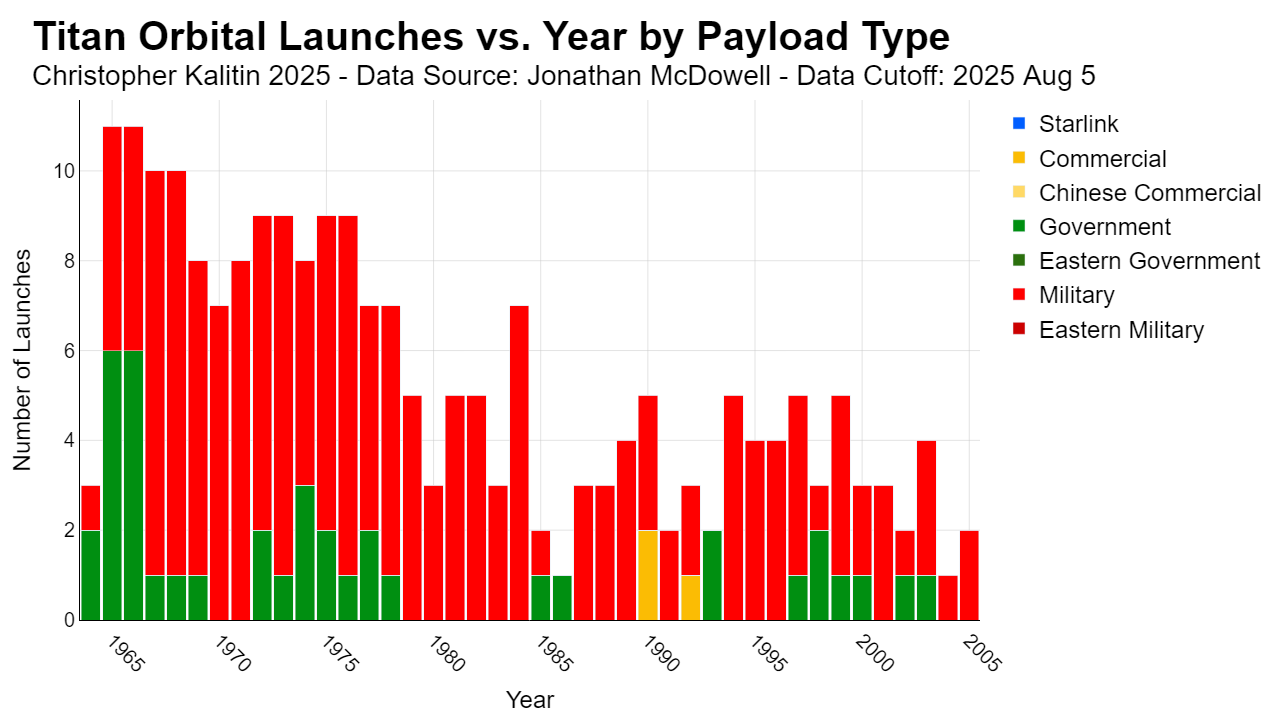 Titan Orbital Launches vs. Year by Payload Type
Christopher Kalitin 2025 - Data Source: Jonathan McDowell - Data Cutoff: 2025 Aug 5
Starlink
Commercial
Chinese Commercial
Government
Eastern Government
Military
Eastern Military
Number of Launches
10
8
6
4
2
0
1965
1970
1975
1980
1985
1990
1995
2000
2005
Year